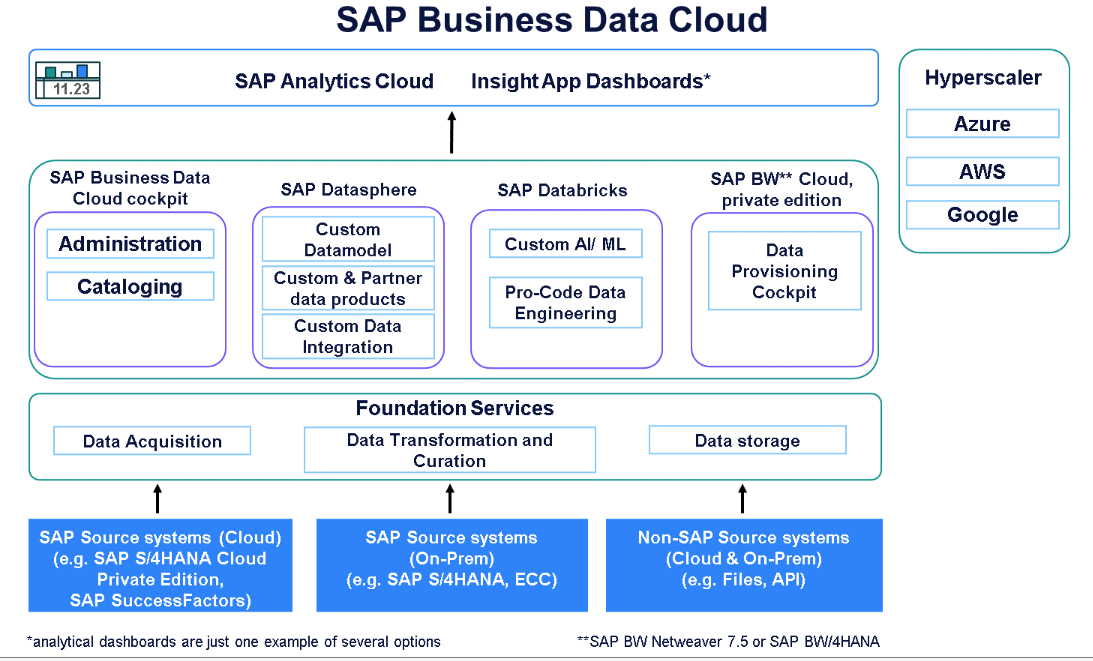 SAP Business Data Cloud
11.23
SAP Analytics Cloud
Insight App Dashboards*
Hyperscaler
Azure
AWS
Google
SAP Business Data
Cloud cockpit
Administration
Cataloging
SAP Datasphere
Custom
Datamodel
Custom & Partner
data products
Custom Data
Integration
SAP Databricks
Custom AI/ ML
Pro-Code Data
Engineering
SAP BW** Cloud,
private edition
Data
Provisioning
Cockpit
Foundation Services
Data Acquisition
Data Transformation and
Curation
Data storage
SAP Source systems (Cloud)
(e.g. SAP S/4HANA Cloud
Private Edition,
SAP SuccessFactors)
SAP Source systems
(On-Prem)
(e.g. SAP S/4HANA, ECC)
Non-SAP Source systems
(Cloud & On-Prem)
(e.g. Files, API)
*analytical dashboards are just one example of several options
**SAP BW Netweaver 7.5 or SAP BW/4HANA